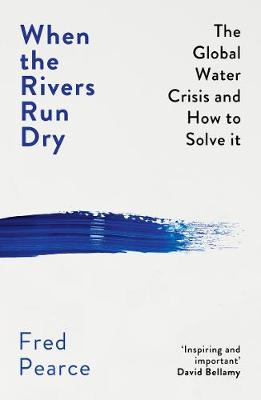 When
the
Rivers
Run
Dry
The
Global
Water
Crisis and
How to
Solve it
Fred
Pearce
‘Inspiring and
important’
David Bellamy